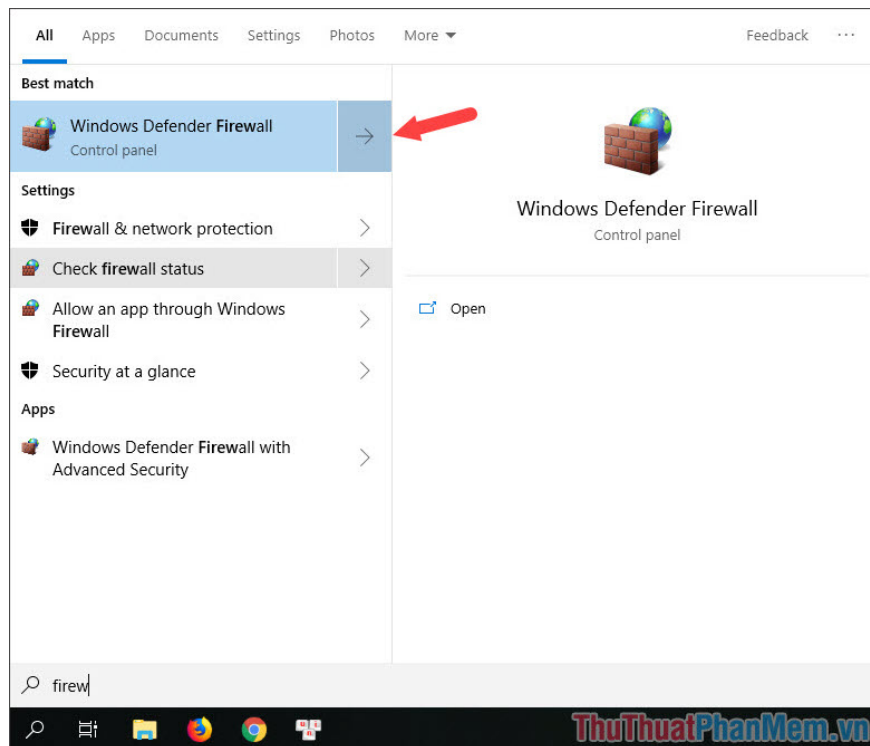 All Apps Documents Settings Photos More Feedback ...
Best match
Windows Defender Firewall
Control panel
Settings
Firewall & network protection
Check firewall status
Allow an app through Windows
Firewall
Security at a glance
Apps
Windows Defender Firewall with
Advanced Security
Windows Defender Firewall
Control panel
Open
firew
ThuThuatPhanMem.vn